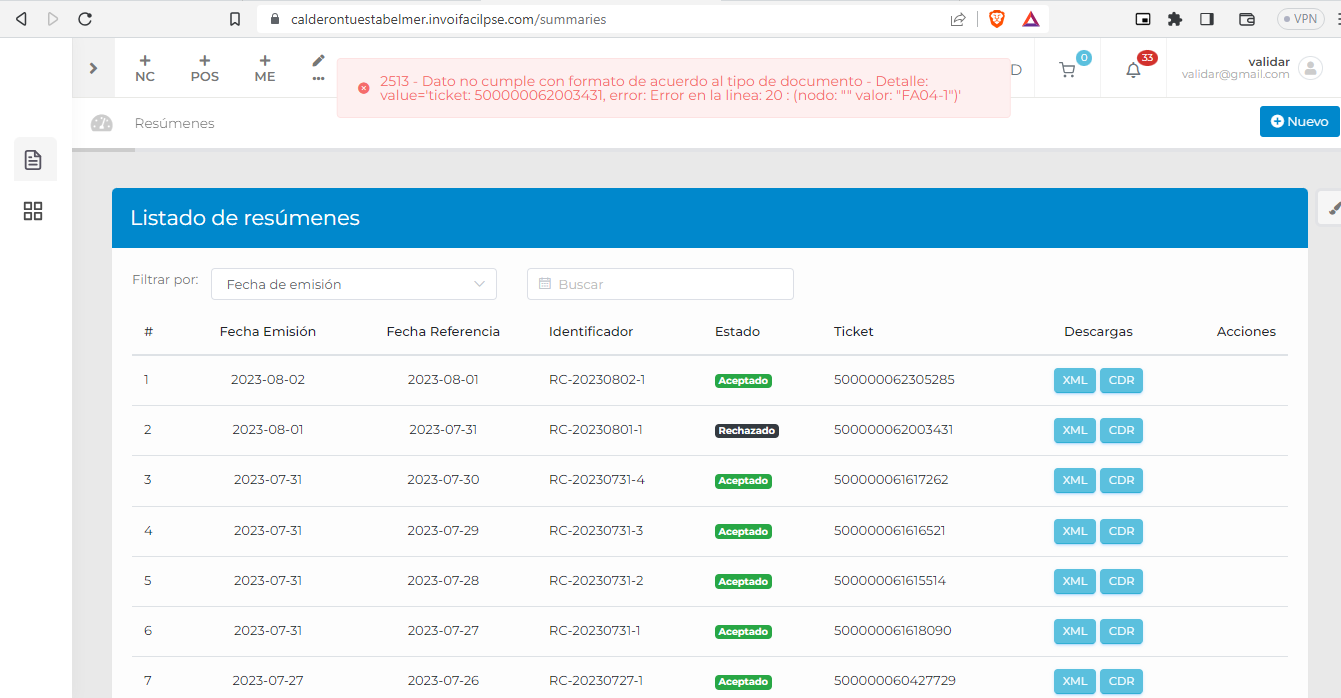 calderontuestabelmer.invoifacilpse.com/summaries
VPN
NC
POS
ME
2513 - Dato no cumple con formato de acuerdo al tipo de documento - Detalle:
value='ticket: 500000062003431, error: Error en la linea: 20 : (nodo: "" valor: "FA04-1")'
D
0
33
validar
validar@gmail.com
Resúmenes
Nuevo
Listado de resúmenes
Filtrar por:
Fecha de emisión
Buscar
# Fecha Emisión Fecha Referencia Identificador Estado Ticket Descargas Acciones
1 2023-08-02 2023-08-01 RC-20230802-1 Aceptado 500000062305285 XML CDR
2 2023-08-01 2023-07-31 RC-20230801-1 Rechazado 500000062003431 XML CDR
3 2023-07-31 2023-07-30 RC-20230731-4 Aceptado 500000061617262 XML CDR
4 2023-07-31 2023-07-29 RC-20230731-3 Aceptado 500000061616521 XML CDR
5 2023-07-31 2023-07-28 RC-20230731-2 Aceptado 500000061615514 XML CDR
6 2023-07-31 2023-07-27 RC-20230731-1 Aceptado 500000061618090 XML CDR
7 2023-07-27 2023-07-26 RC-20230727-1 Aceptado 500000060427729 XML CDR